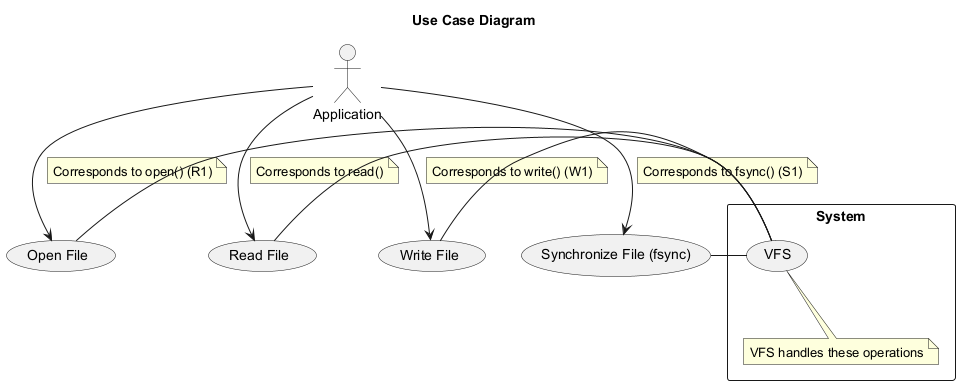 Use Case Diagram
Application
Corresponds to open() (R1)
Corresponds to read()
Corresponds to write() (W1)
Corresponds to fsync() (S1)
System
Open File
Read File
Write File
Synchronize File (fsync)
VFS
VFS handles these operations